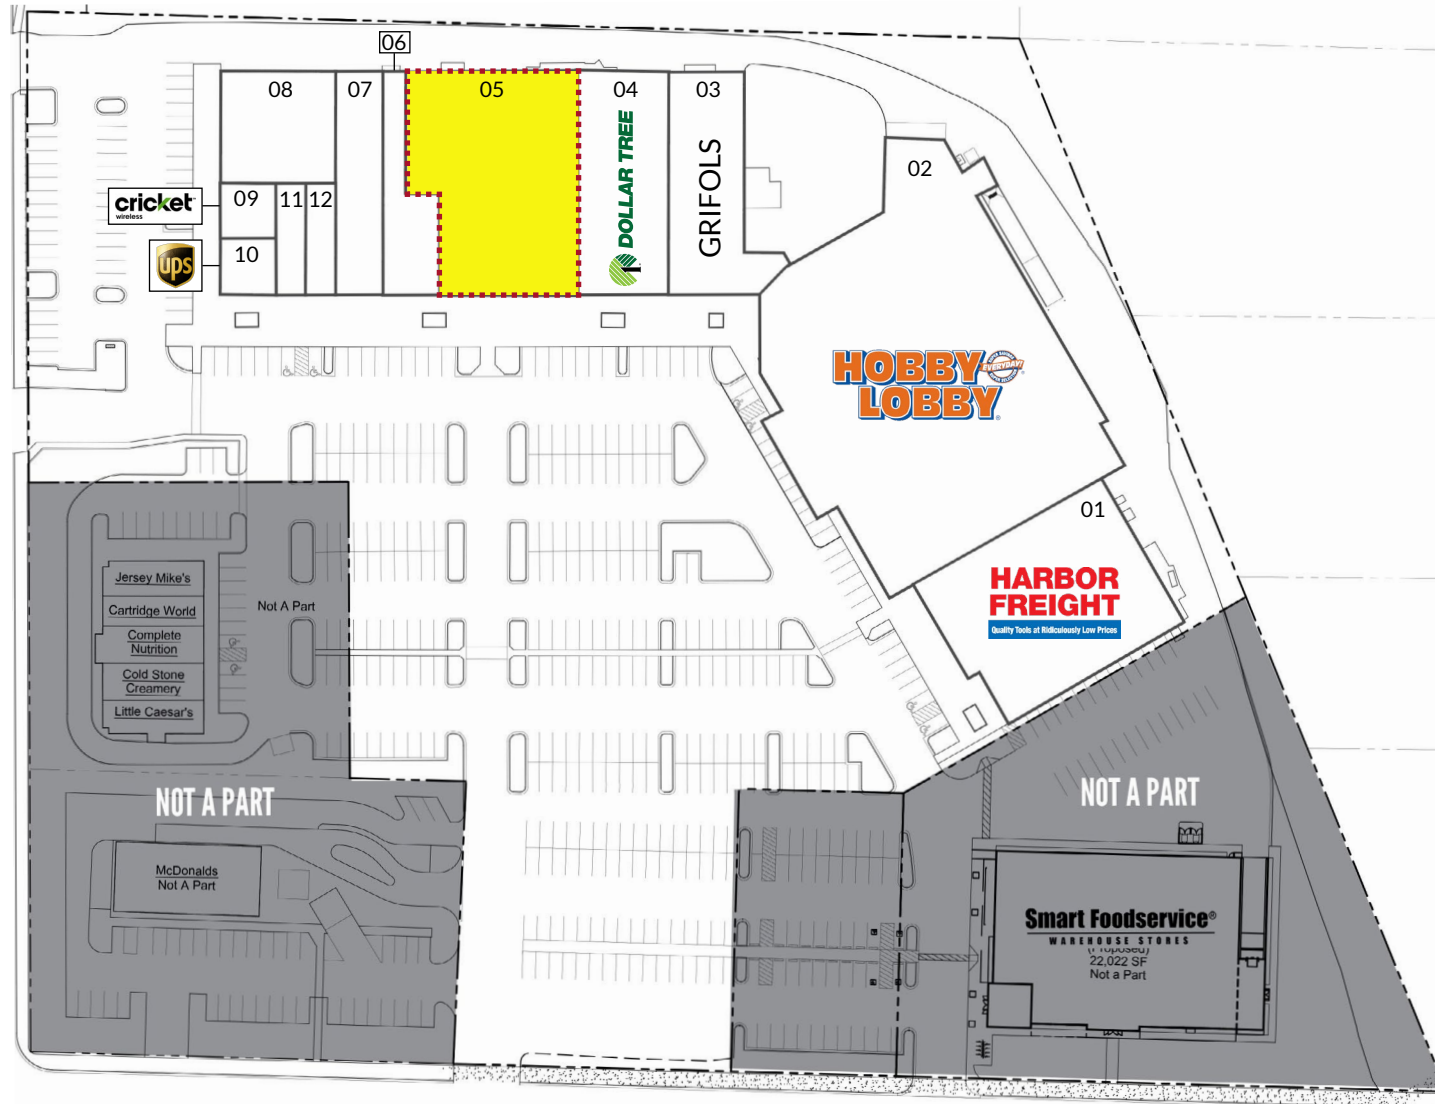 06
08
07
05
04
03
DOLLAR TREE
1
GRIFOLS
02
cricket
wireless
09
11
12
ups
10
HOBBY
LOBBY
EVERYDAY!
01
HARBOR
FREIGHT
Quality Tools at Ridiculously Low Prices
Jersey Mike's
Cartridge World
Complete
Nutrition
Cold Stone
Creamery
Little Caesar's
Not A Part
NOT A PART
McDonalds
Not A Part
NOT A PART
Smart Foodservice®
WAREHOUSE STORES
(Proposed)
22,022 SF
Not a Part